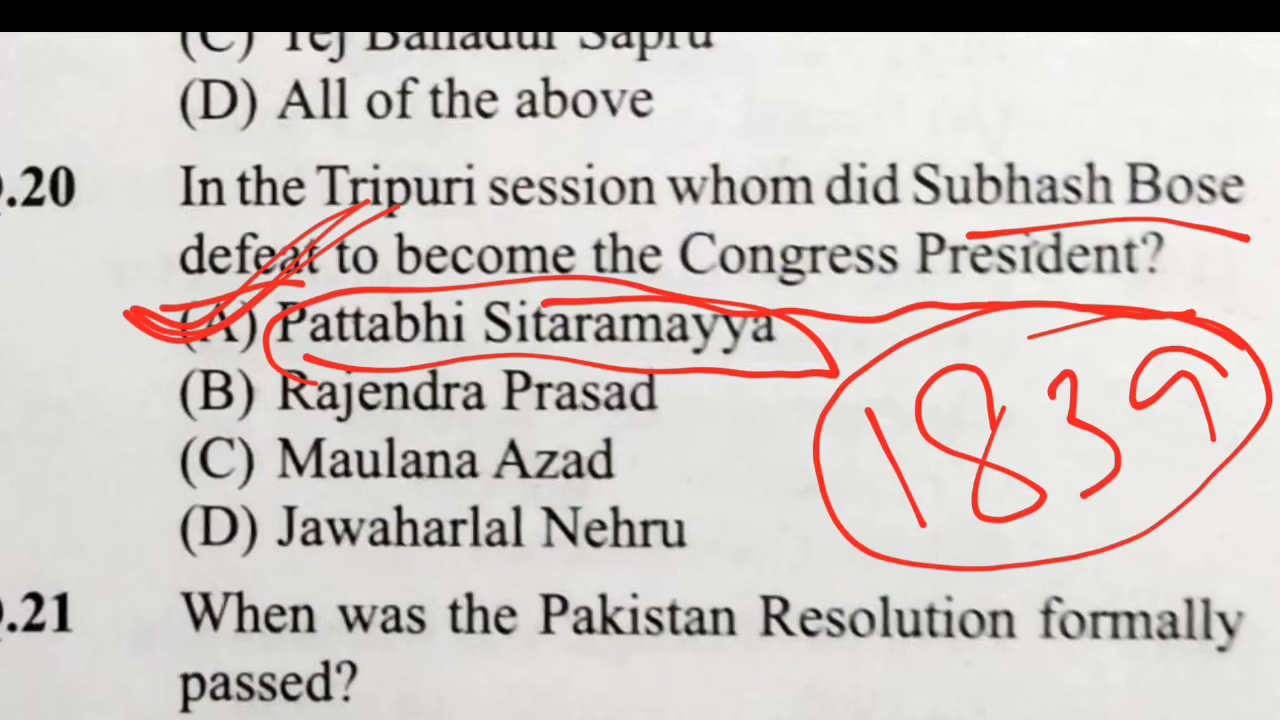 (C) Tej Bahadur Sapru
(D) All of the above
.20 In the Tripuri session whom did Subhash Bose
defeat to become the Congress President?
(A) Pattabhi Sitaramayya
(B) Rajendra Prasad
(C) Maulana Azad
(D) Jawaharlal Nehru
1839
.21 When was the Pakistan Resolution formally
passed?